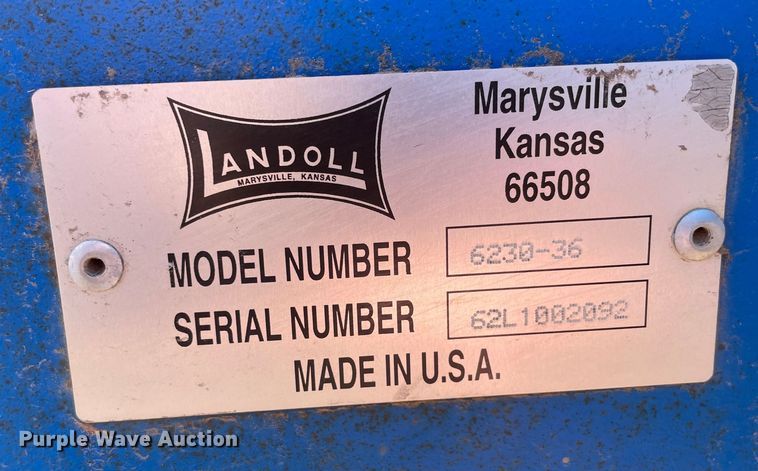 LANDOLL
MARYSVILLE, KANSAS
Marysville
Kansas
66508
MODEL NUMBER 6230-36
SERIAL NUMBER 62L1002092
MADE IN U.S.A.
Purple Wave Auction